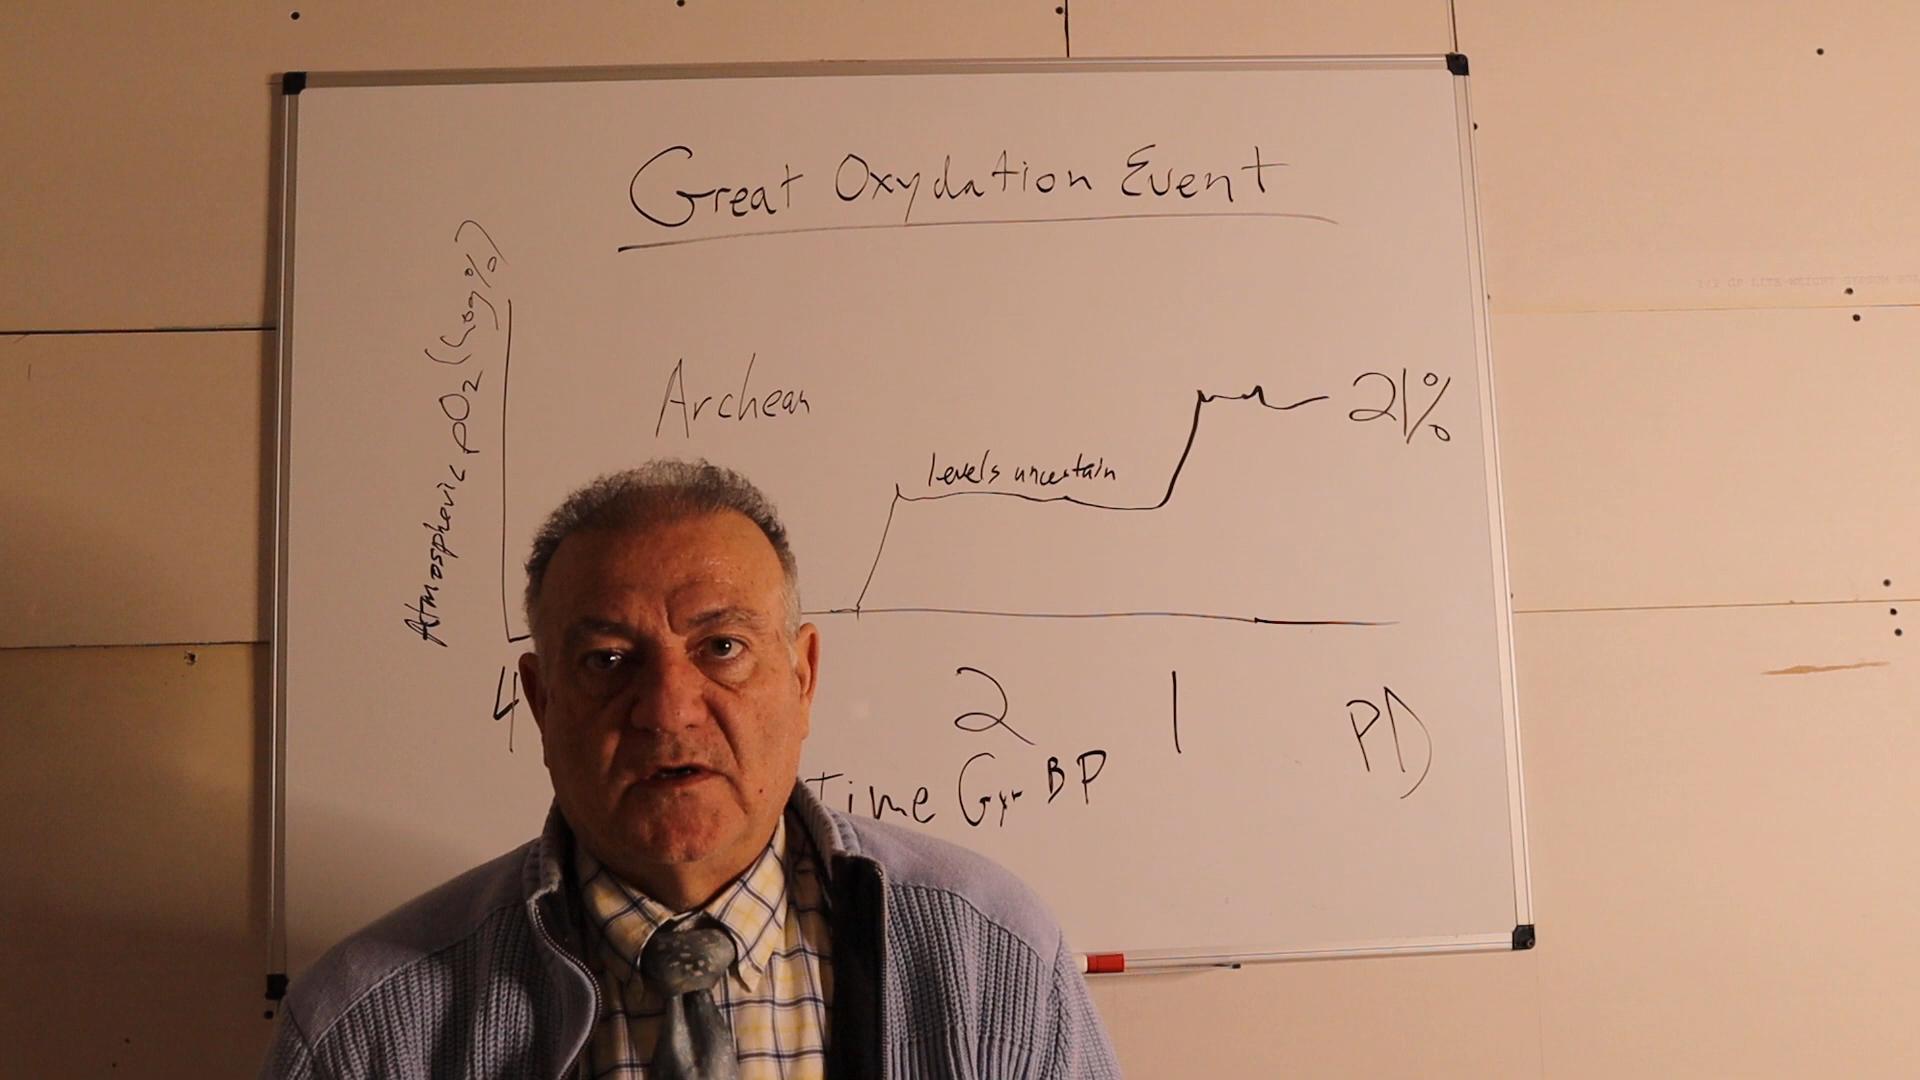 Great Oxydation Event
Atmospheric pO2 (Log%)
Archean
21%
levels uncertain
4 2 1 PD
Time Gyr BP